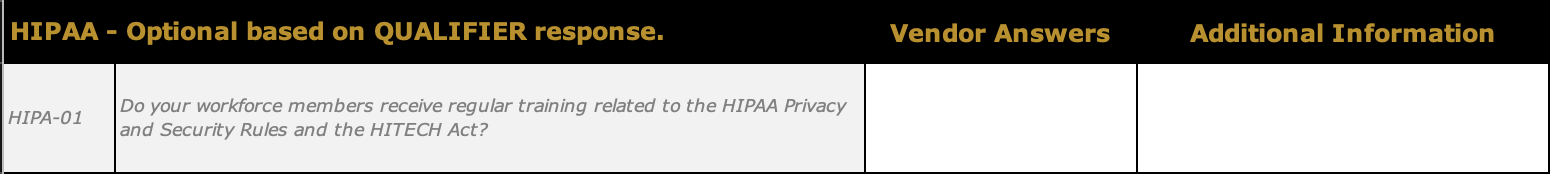 HIPAA - Optional based on QUALIFIER response.
Vendor Answers
Additional Information
HIPA-01
Do your workforce members receive regular training related to the HIPAA Privacy
and Security Rules and the HITECH Act?